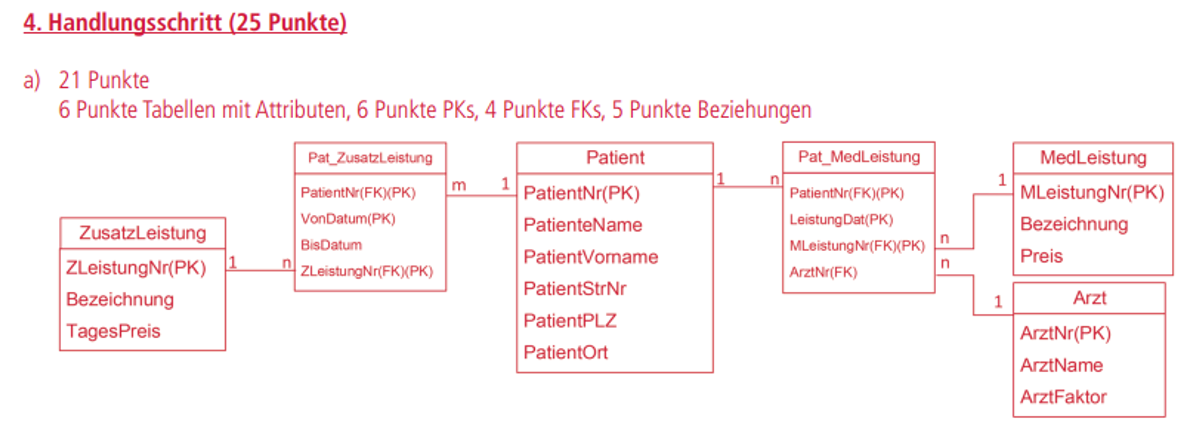 4. Handlungsschritt (25 Punkte)
a) 21 Punkte
6 Punkte Tabellen mit Attributen, 6 Punkte PKs, 4 Punkte FKs, 5 Punkte Beziehungen
ZusatzLeistung
ZLeistungNr(PK)
Bezeichnung
TagesPreis
1
n
Pat_ZusatzLeistung
PatientNr(FK)(PK)
VonDatum(PK)
BisDatum
ZLeistungNr(FK)(PK)
m
1
Patient
PatientNr(PK)
PatienteName
PatientVorname
PatientStrNr
PatientPLZ
PatientOrt
1
n
Pat_MedLeistung
PatientNr(FK)(PK)
LeistungDat(PK)
MLeistungNr(FK)(PK)
ArztNr(FK)
n
n
1
MedLeistung
MLeistungNr(PK)
Bezeichnung
Preis
1
Arzt
ArztNr(PK)
ArztName
ArztFaktor